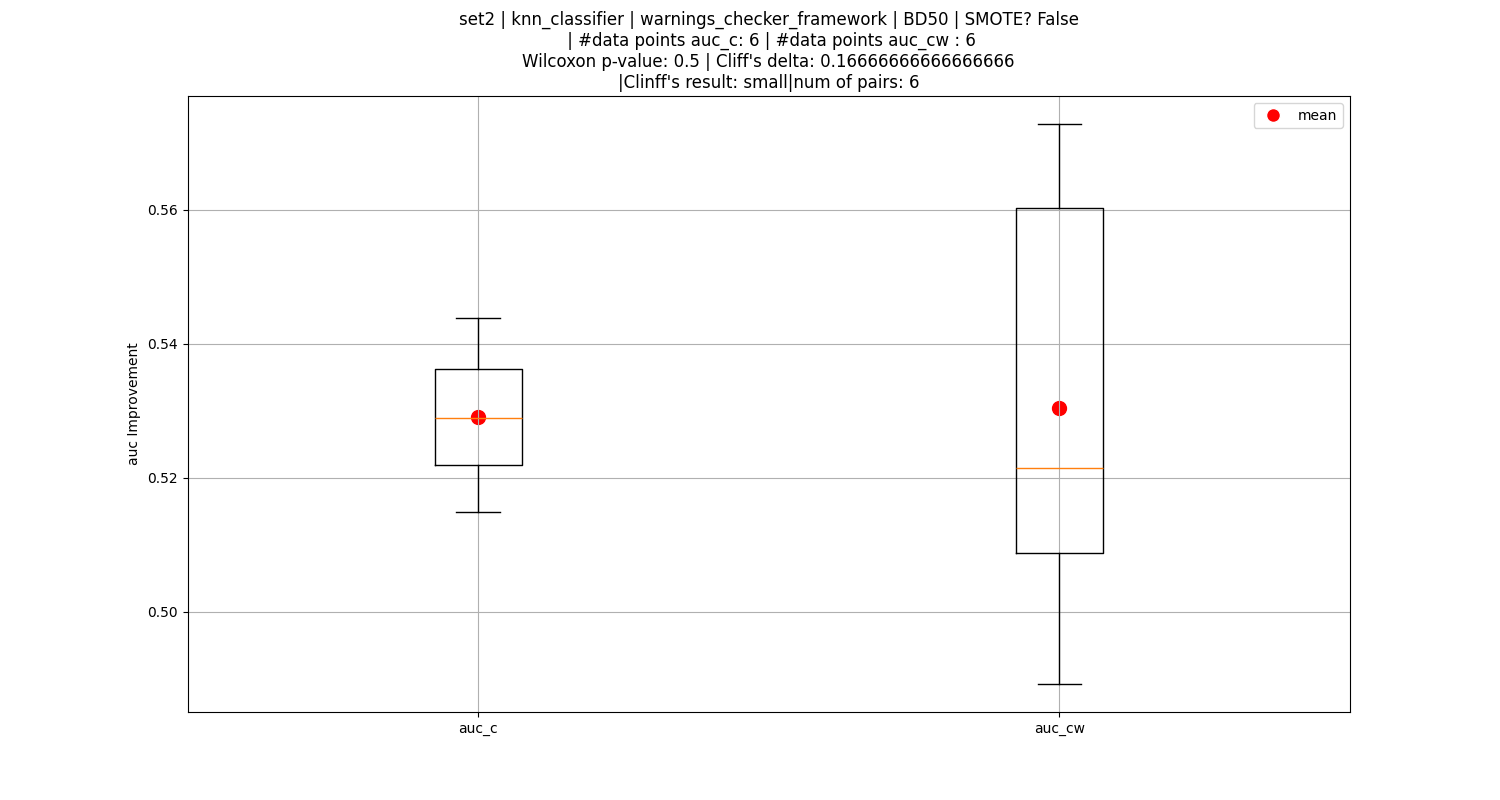 set2 | knn_classifier | warnings_checker_framework | BD50 | SMOTE? False
| #data points auc_c: 6 | #data points auc_cw : 6
Wilcoxon p-value: 0.5 | Cliff's delta: 0.16666666666666666
|Clinff's result: small|num of pairs: 6
mean
0.56
0.54
0.52
0.50
auc Improvement
auc_c
auc_cw